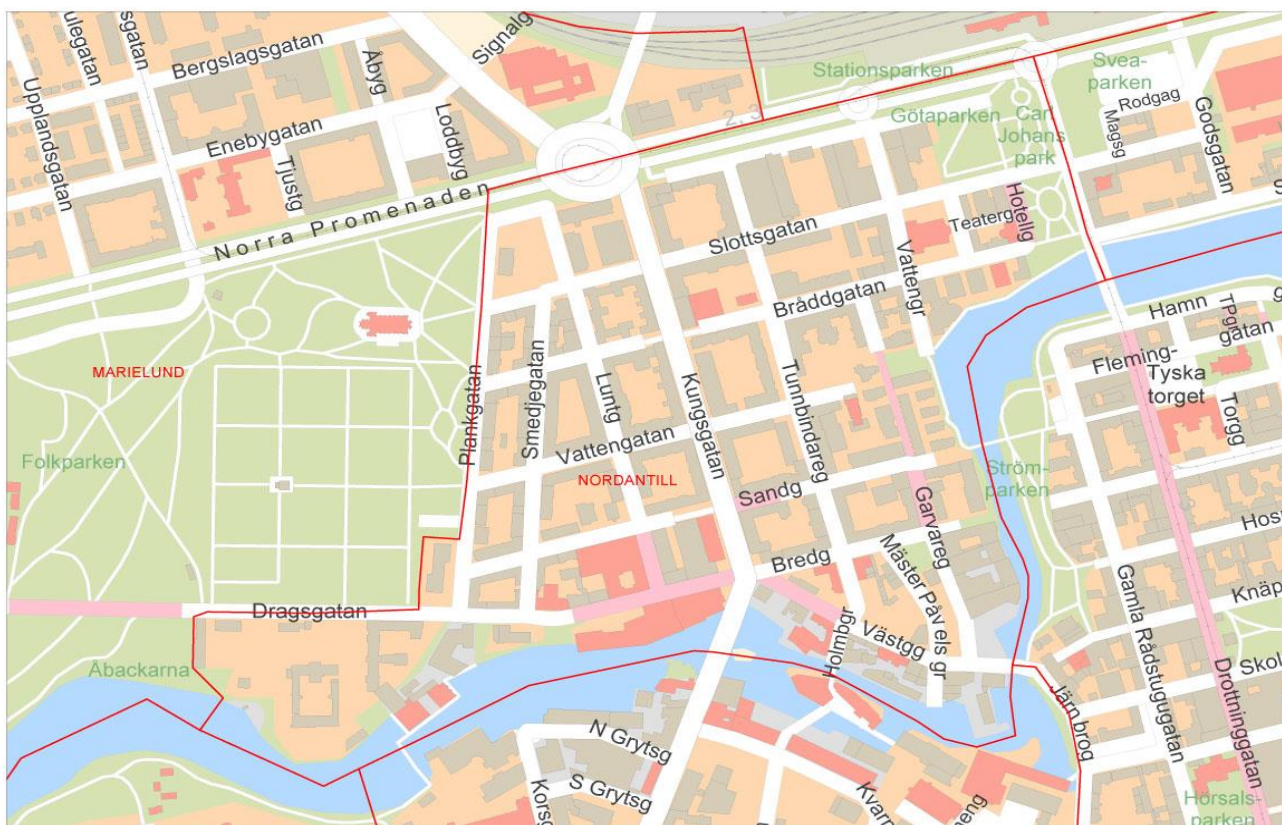 Bergslagsgatan
Åbyg
Signalg
Upplandsgatan
Enebygatan
Loddbyg
Tjustg
Norra Promenaden
Stationsparken
Svea-
parken
Götaparken
Carl
Johans
park
Rodgag
Magsg
Godsgatan
Hotellg
Teaterg
Slottsgatan
Vattengr
Bråddgatan
Hamn
gatan
Fleming-
Tyska
torget
Torgg
MARIELUND
Folkparken
Plankgatan
Smedjegatan
Luntg
Kungsgatan
Tunnbindareg
Vattengatan
NORDANTILL
Sandg
Garvareg
Ström-
parken
Bredg
Mäster Påvels gr
Gamla Rådstugugatan
Drottninggatan
Dragsgatan
Holmbgr
Västgg
Åbackarna
Järnbrog
N Grytsg
S Grytsg
Hörsals-
parken